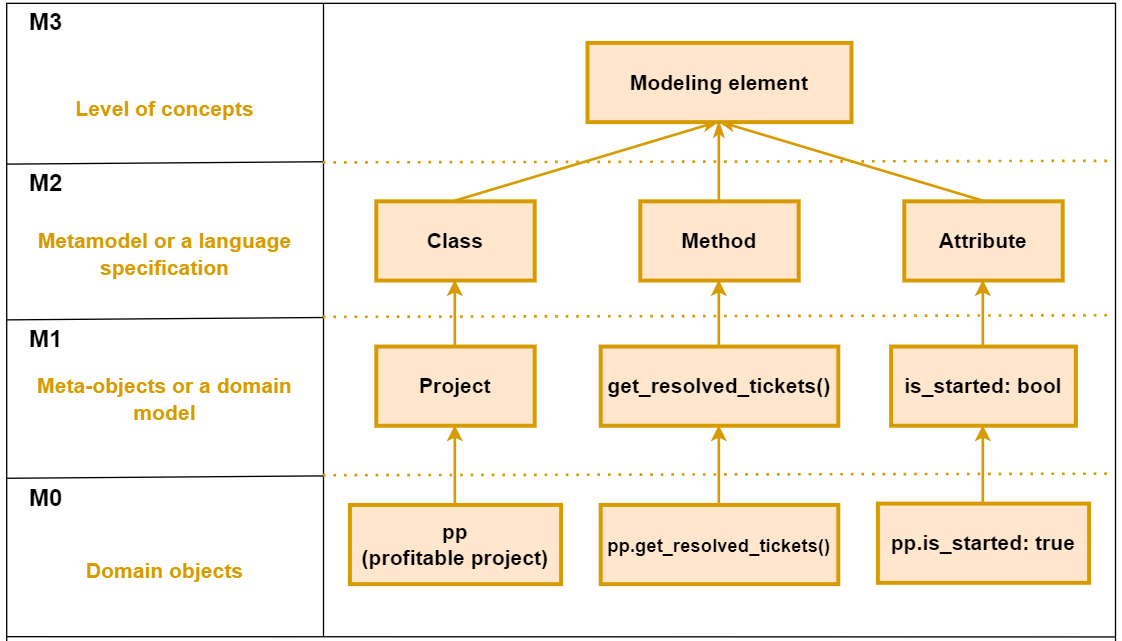 M3
Level of concepts
Modeling element
M2
Metamodel or a language
specification
Class
Method
Attribute
M1
Meta-objects or a domain
model
Project
get_resolved_tickets()
is_started: bool
M0
Domain objects
pp
(profitable project)
pp.get_resolved_tickets()
pp.is_started: true